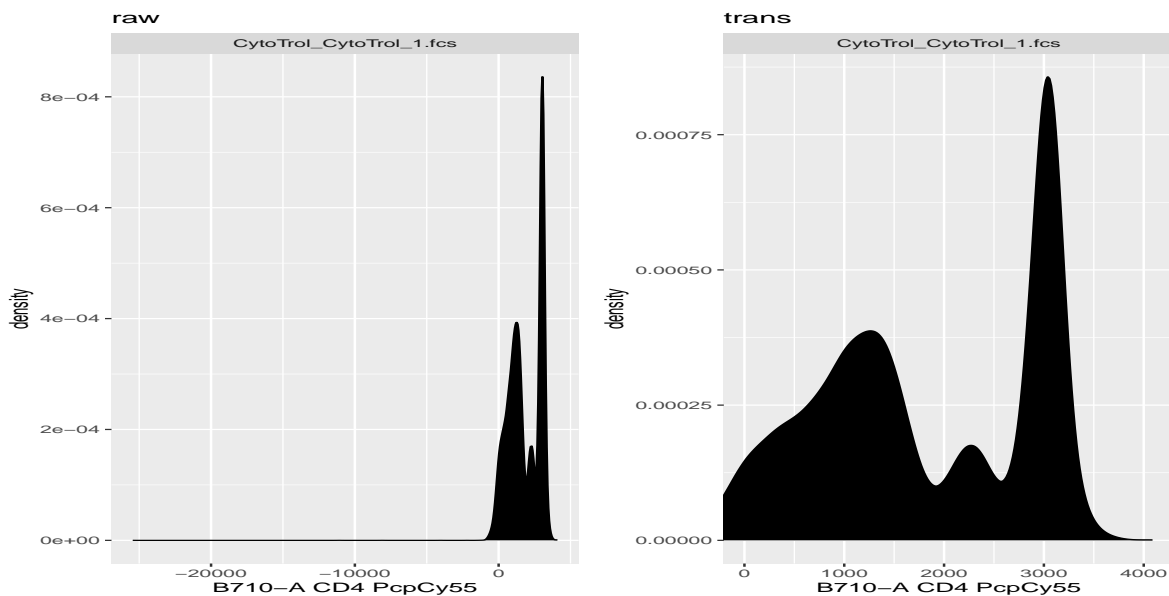 raw
CytoTrol_CytoTrol_1.fcs
8e−04
6e−04
4e−04
2e−04
0e+00
density
−20000 −10000 0
B710−A CD4 PcpCy55
trans
CytoTrol_CytoTrol_1.fcs
0.00075
0.00050
0.00025
0.00000
density
0 1000 2000 3000 4000
B710−A CD4 PcpCy55